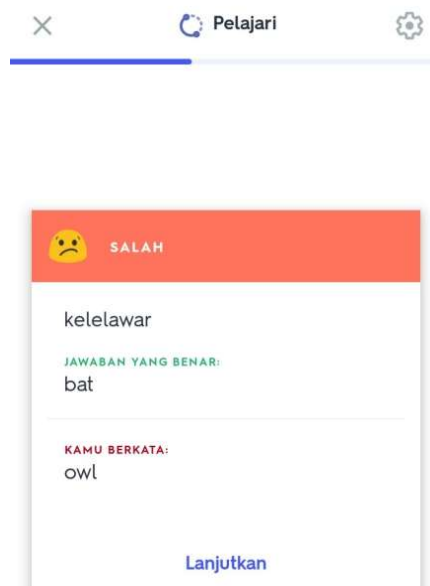 Pelajari
SALAH
kelelawar
JAWABAN YANG BENAR:
bat
KAMU BERKATA:
owl
Lanjutkan